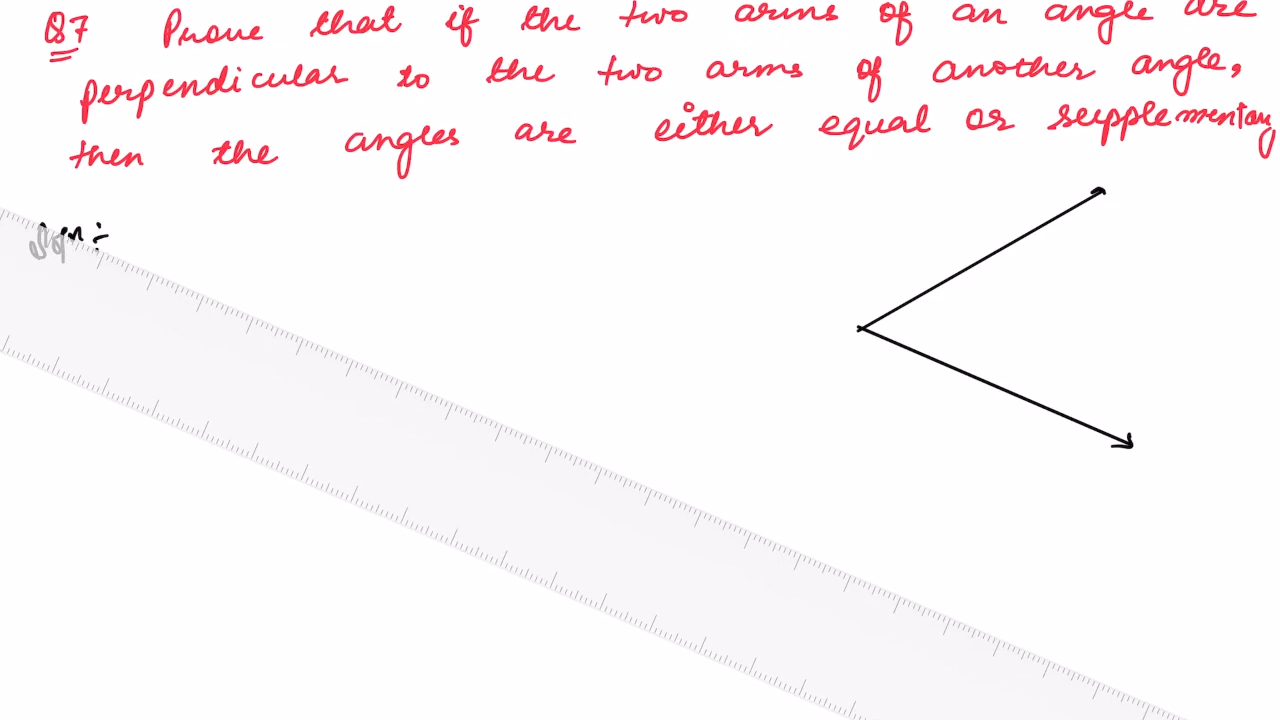 Q7 Prove that if the two arms of an angle are
perpendicular to the two arms of another angle,
then the angles are either equal or supplementary
Soln :-